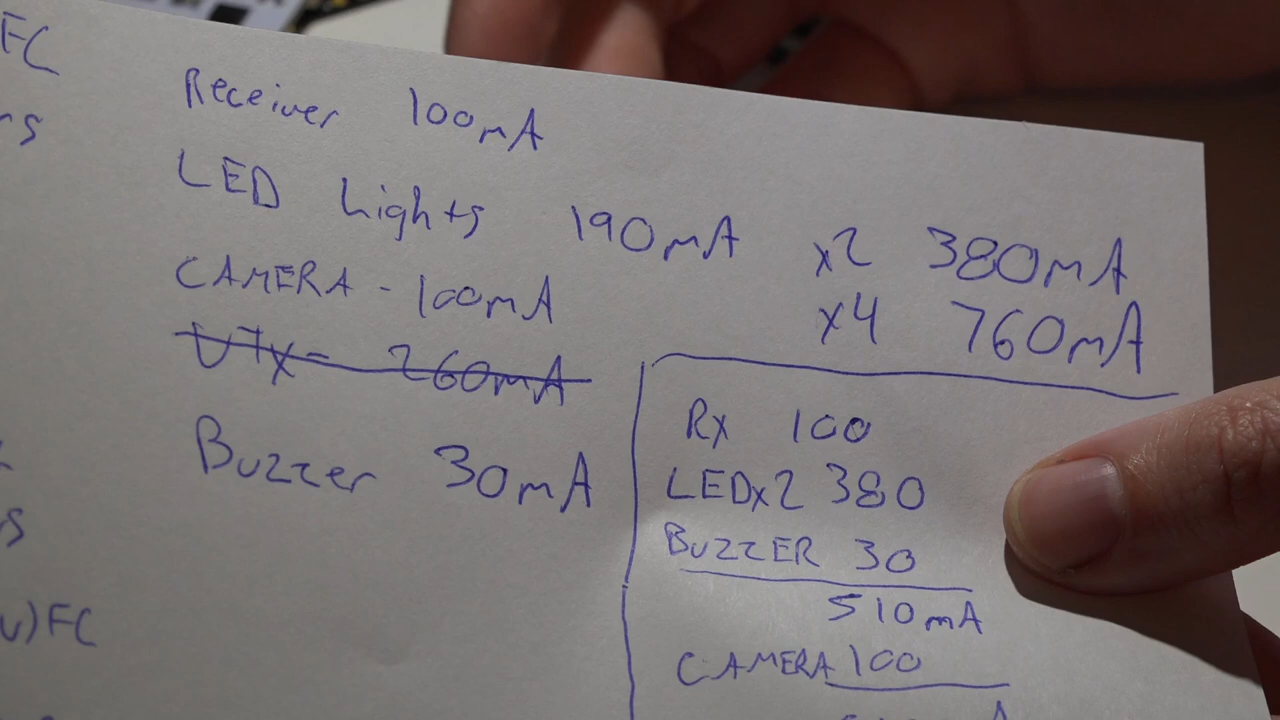 FC
Receiver 100mA
LED Lights 190mA x2 380mA
x4 760mA
CAMERA - 100mA
VTx - 260mA
Buzzer 30mA
Rx 100
LEDx2 380
BUZZER 30
510mA
CAMERA 100
FC